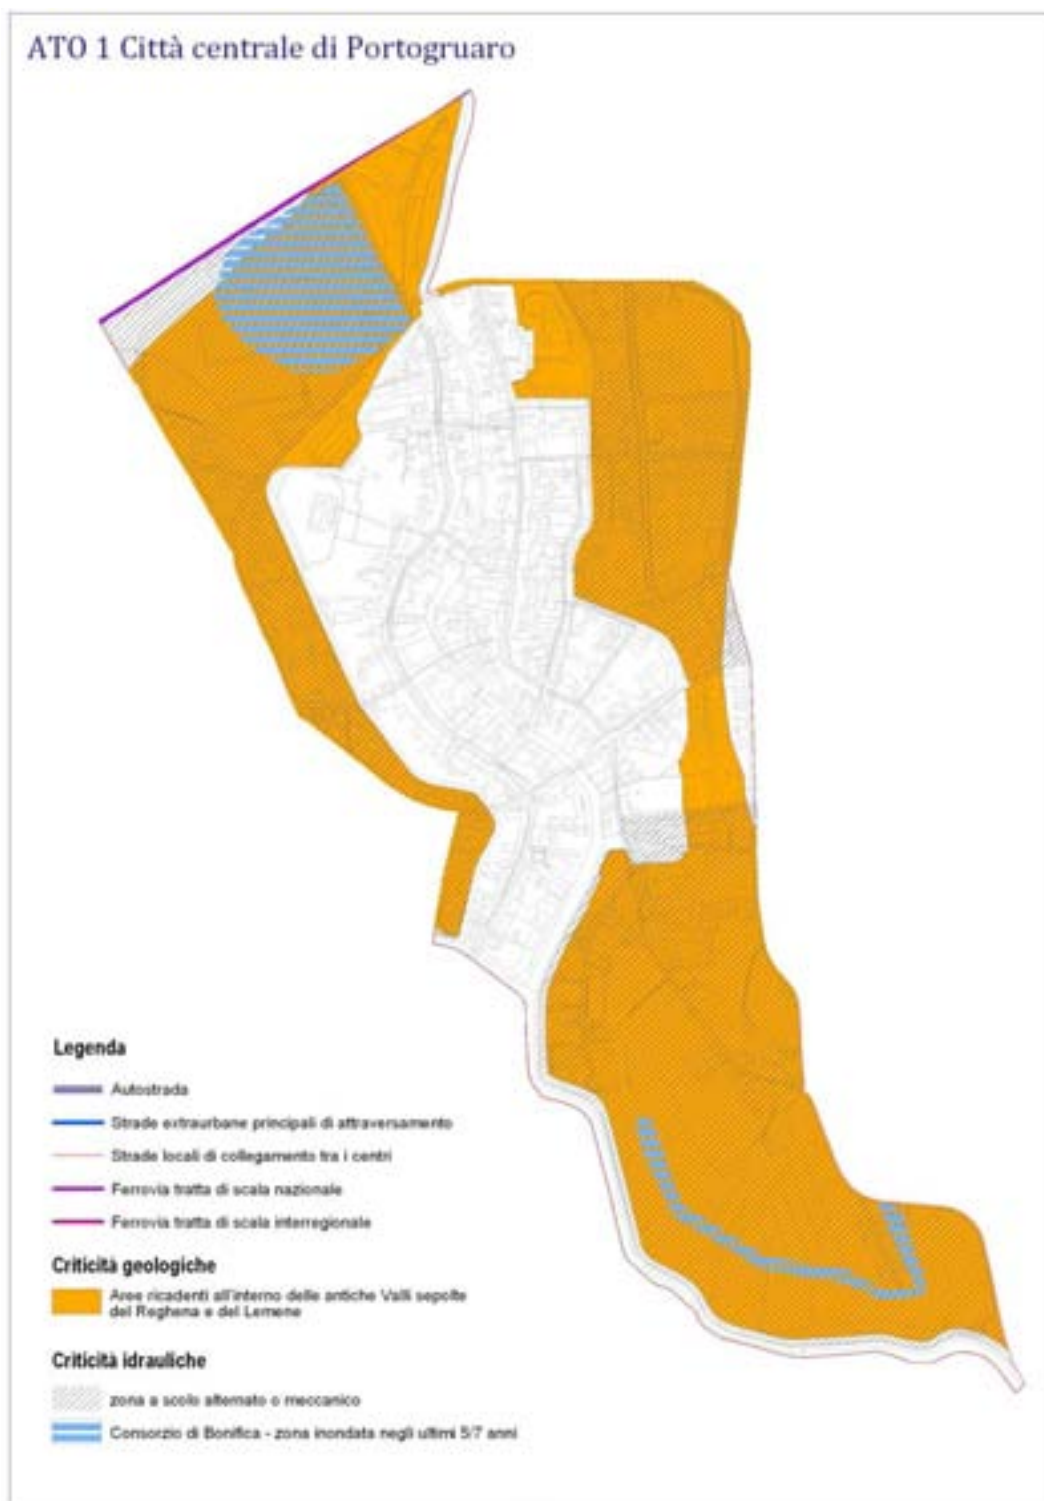 ATO 1 Città centrale di Portogruaro
Legenda
Autostrada
Strade extraurbane principali di attraversamento
Strade locali di collegamento tra i centri
Ferrovia tratta di scala nazionale
Ferrovia tratta di scala interregionale
Criticità geologiche
Aree ricadenti all'interno delle antiche Valli sepolte
del Reghena e del Lemene
Criticità idrauliche
zona a scolo alternato o meccanico
Consorzio di Bonifica - zona inondata negli ultimi 5/7 anni